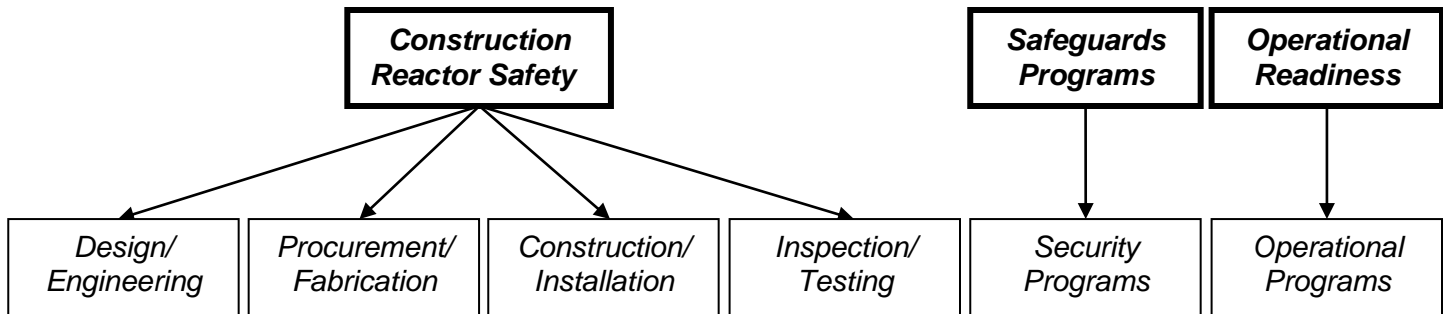 Construction
Reactor Safety
Safeguards
Programs
Operational
Readiness
Design/
Engineering
Procurement/
Fabrication
Construction/
Installation
Inspection/
Testing
Security
Programs
Operational
Programs